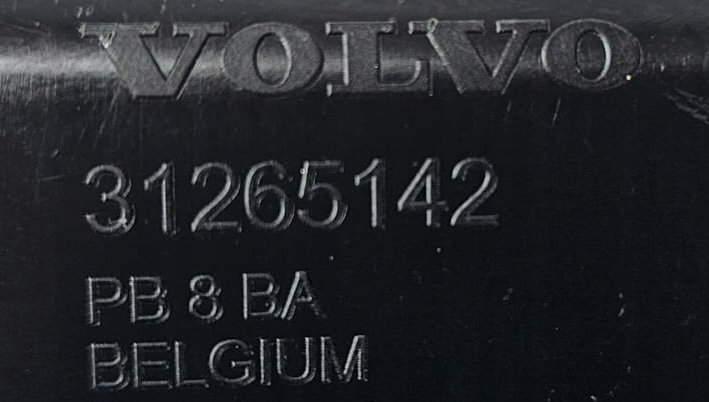 VOLVO
31265142
PB 8 BA
BELGIUM